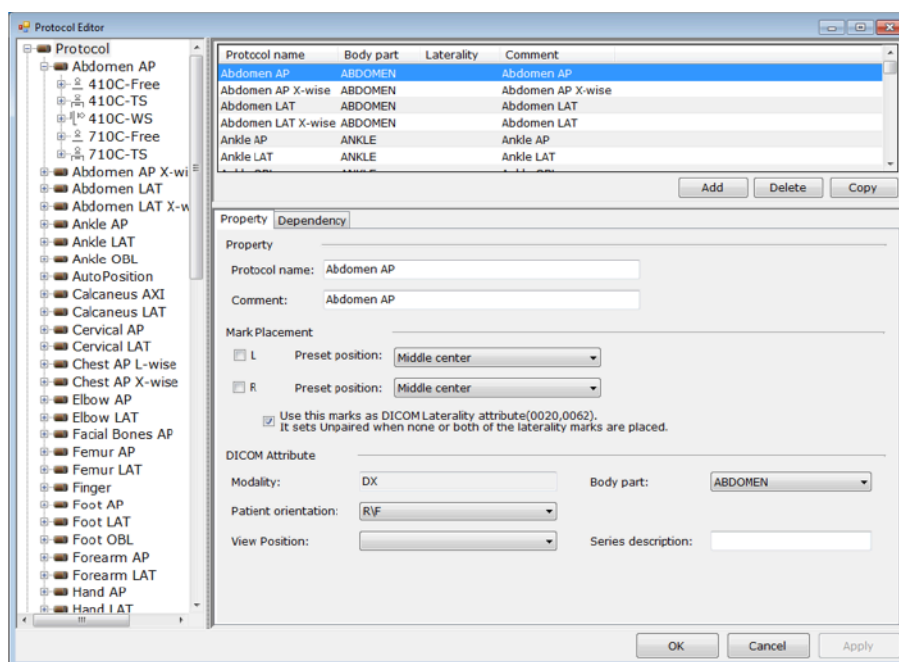 Protocol Editor
Protocol
Abdomen AP
410C-Free
410C-TS
410C-WS
710C-Free
710C-TS
Abdomen AP X-wi
Abdomen LAT
Abdomen LAT X-w
Ankle AP
Ankle LAT
Ankle OBL
AutoPosition
Calcaneus AXI
Calcaneus LAT
Cervical AP
Cervical LAT
Chest AP L-wise
Chest AP X-wise
Elbow AP
Elbow LAT
Facial Bones AP
Femur AP
Femur LAT
Finger
Foot AP
Foot LAT
Foot OBL
Forearm AP
Forearm LAT
Hand AP
Hand LAT
Protocol name Body part Laterality Comment
Abdomen AP ABDOMEN Abdomen AP
Abdomen AP X-wise ABDOMEN Abdomen AP X-wise
Abdomen LAT ABDOMEN Abdomen LAT
Abdomen LAT X-wise ABDOMEN Abdomen LAT
Ankle AP ANKLE Ankle AP
Ankle LAT ANKLE Ankle LAT
Add Delete Copy
Property Dependency
Property
Protocol name: Abdomen AP
Comment: Abdomen AP
Mark Placement
L Preset position: Middle center
R Preset position: Middle center
Use this marks as DICOM Laterality attribute(0020,0062).
It sets Unpaired when none or both of the laterality marks are placed.
DICOM Attribute
Modality: DX Body part: ABDOMEN
Patient orientation: R\F
View Position: Series description:
OK Cancel Apply